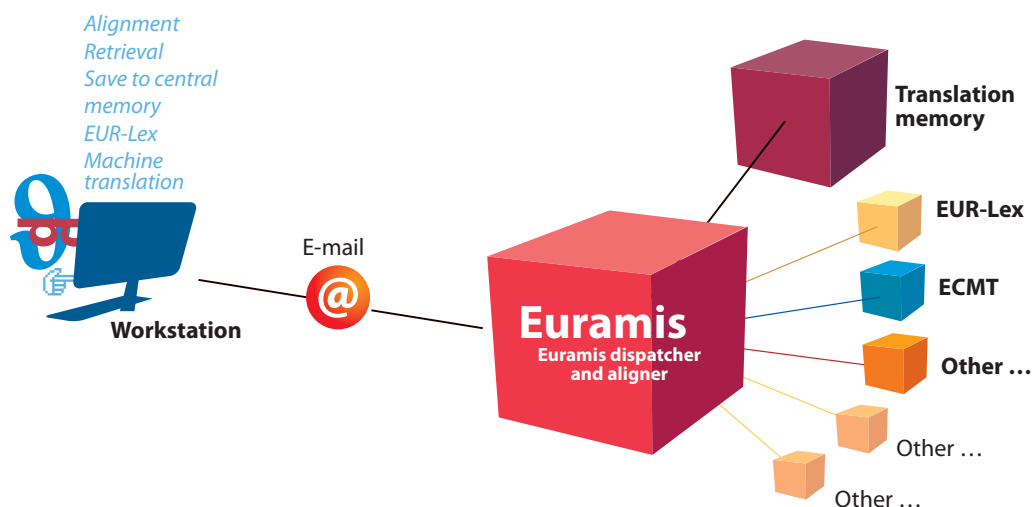 Alignment
Retrieval
Save to central
memory
EUR-Lex
Machine
translation
E-mail
@
Workstation
Euramis
Euramis dispatcher
and aligner
Translation
memory
EUR-Lex
ECMT
Other …
Other …
Other …